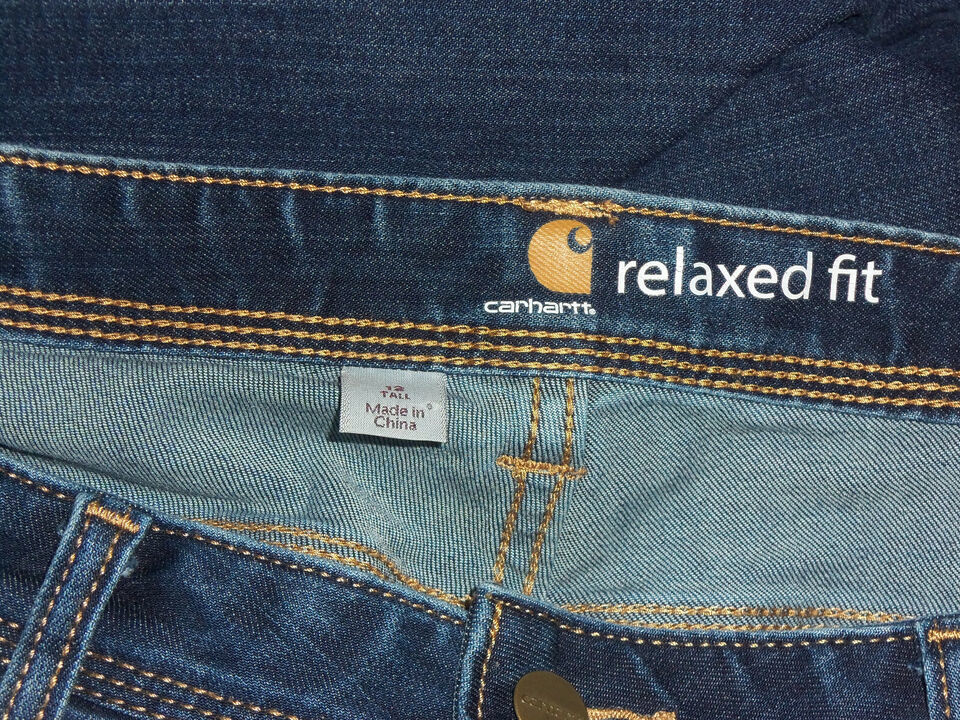 carhartt®
relaxed fit
12
TALL
Made in
China